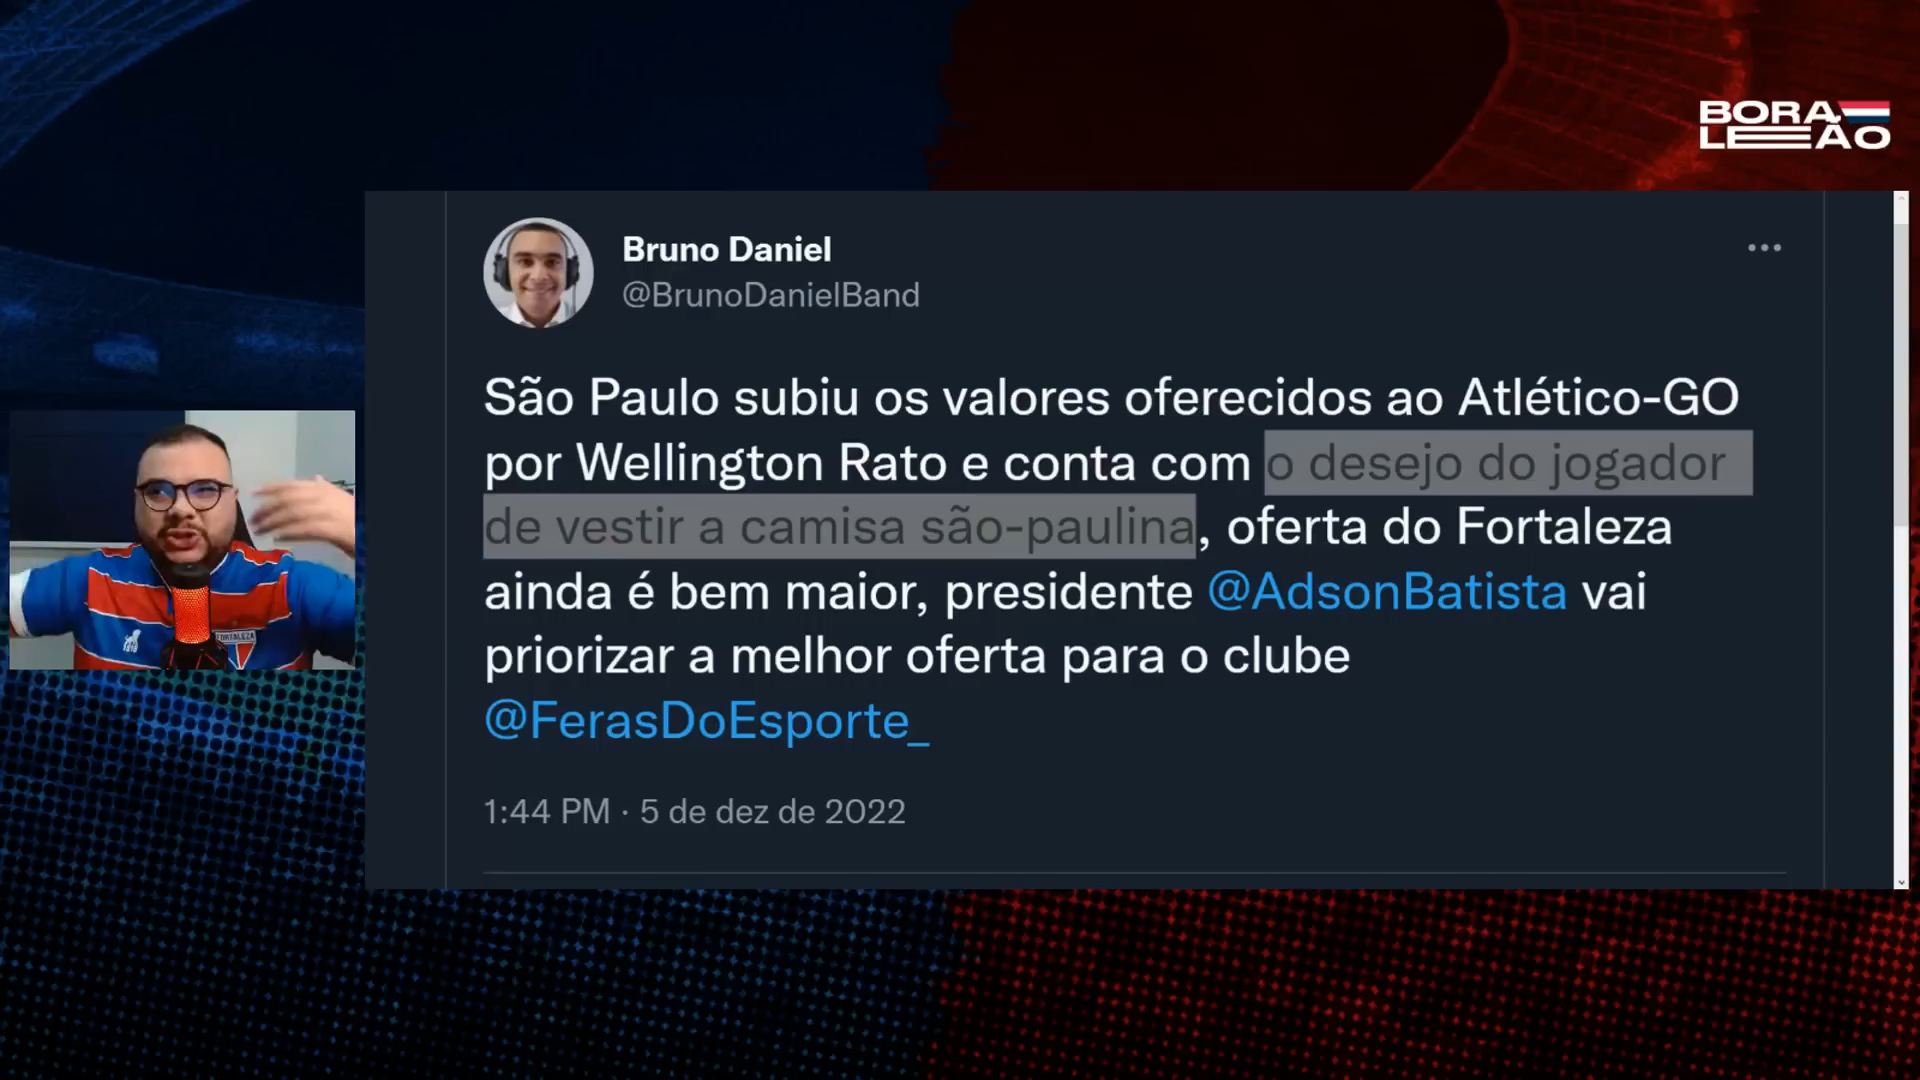 BORA
LEÃO
Bruno Daniel
@BrunoDanielBand
São Paulo subiu os valores oferecidos ao Atlético-GO
por Wellington Rato e conta com o desejo do jogador
de vestir a camisa são-paulina, oferta do Fortaleza
ainda é bem maior, presidente @AdsonBatista vai
priorizar a melhor oferta para o clube
@FerasDoEsporte_
1:44 PM · 5 de dez de 2022
FORTALEZA